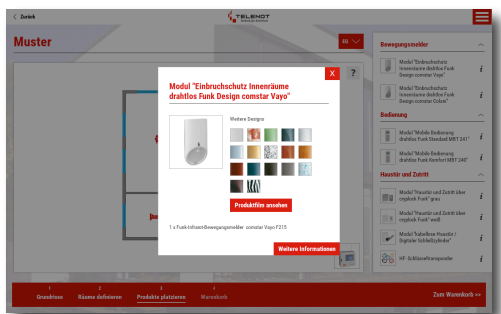 Zurück
TELENOT
Muster
EG
?
Bewegungsmelder
Modul "Einbruchschutz
Innenräume drahtlos Funk
Design comstar Vayo"
Modul "Einbruchschutz
Innenräume drahtlos Funk
Design comstar Colani"
Bedienung
Modul "Mobile Bedienung
drahtlos Funk Standard MBT 241"
Modul "Mobile Bedienung
drahtlos Funk Komfort MBT 240"
Haustür und Zutritt
Modul "Haustür und Zutritt über
cryplock Funk" grau
Modul "Haustür und Zutritt über
cryplock Funk" weiß
Modul "kabellose Haustür /
Digitaler Schließzylinder"
HF-Schlüsseltransponder
X
Modul "Einbruchschutz Innenräume
drahtlos Funk Design comstar Vayo"
Weitere Designs
Produktfilm ansehen
1 x Funk-Infrarot-Bewegungsmelder comstar Vayo F215
Weitere Informationen
1
Grundrisse
2
Räume definieren
3
Produkte platzieren
4
Warenkorb
Zum Warenkorb >>